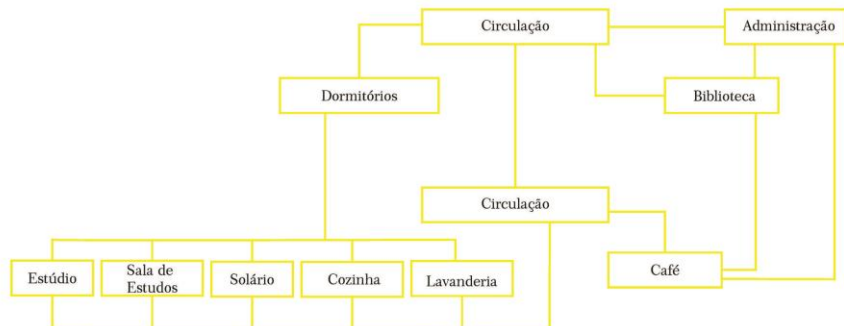 Circulação
Administração
Dormitórios
Biblioteca
Circulação
Café
Estúdio
Sala de
Estudos
Solário
Cozinha
Lavanderia